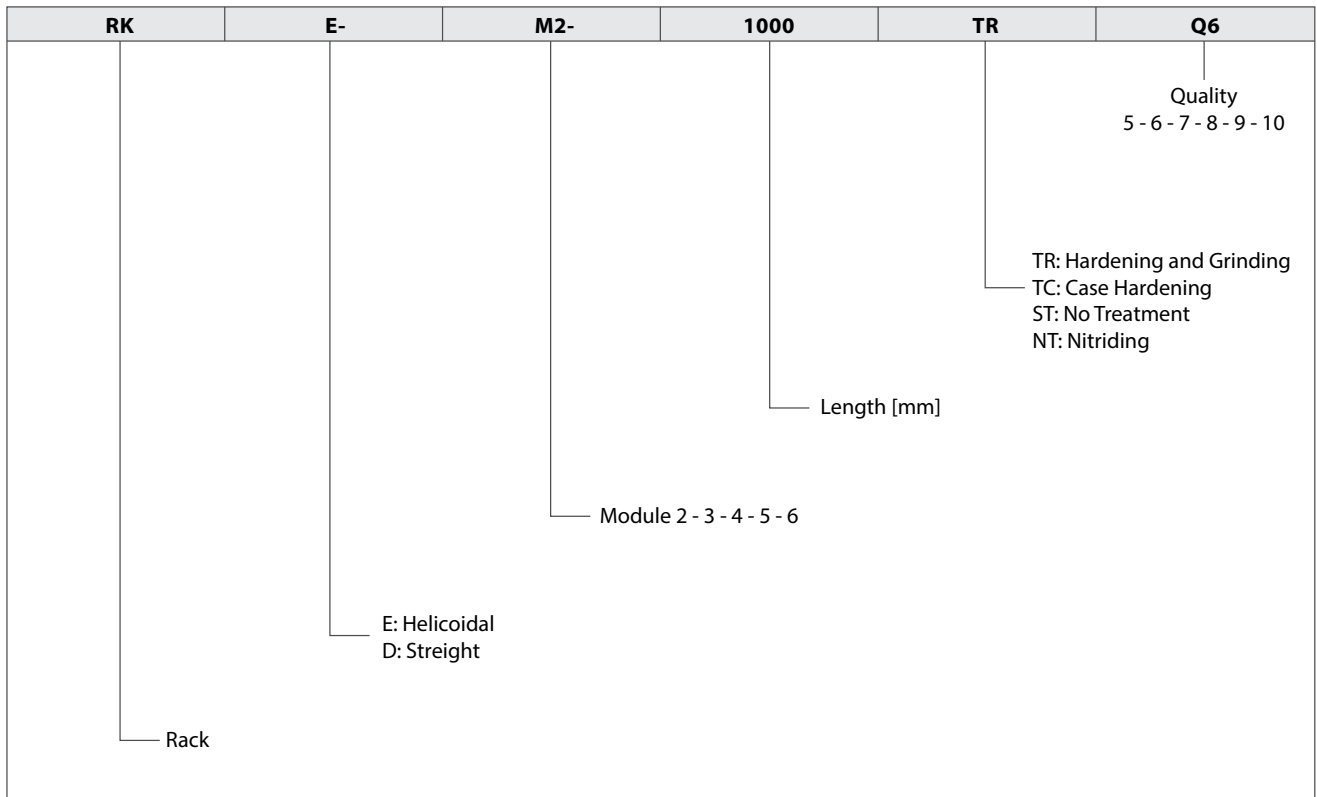 RK E- M2- 1000 TR Q6
Quality
5 - 6 - 7 - 8 - 9 - 10
TR: Hardening and Grinding
TC: Case Hardening
ST: No Treatment
NT: Nitriding
Length [mm]
Module 2 - 3 - 4 - 5 - 6
E: Helicoidal
D: Streight
Rack